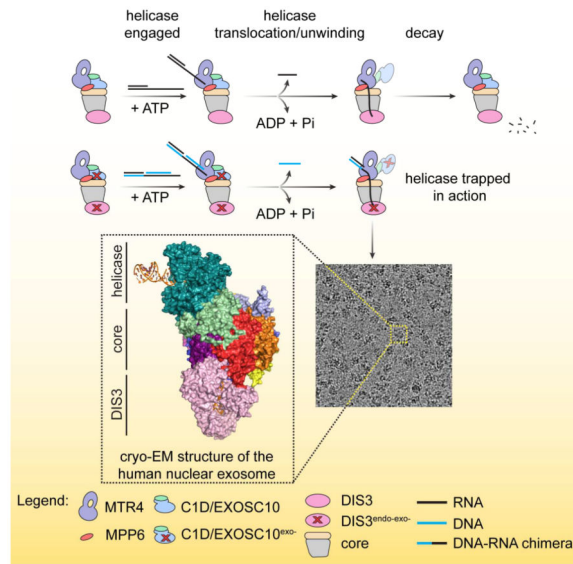 helicase
engaged
helicase
translocation/unwinding
decay
+ ATP
ADP + Pi
+ ATP
ADP + Pi
helicase trapped
in action
helicase
core
DIS3
cryo-EM structure of the
human nuclear exosome
Legend:
MTR4
C1D/EXOSC10
DIS3
RNA
DIS3endo-exo-
DNA
MPP6
C1D/EXOSC10exo-
core
DNA-RNA chimera